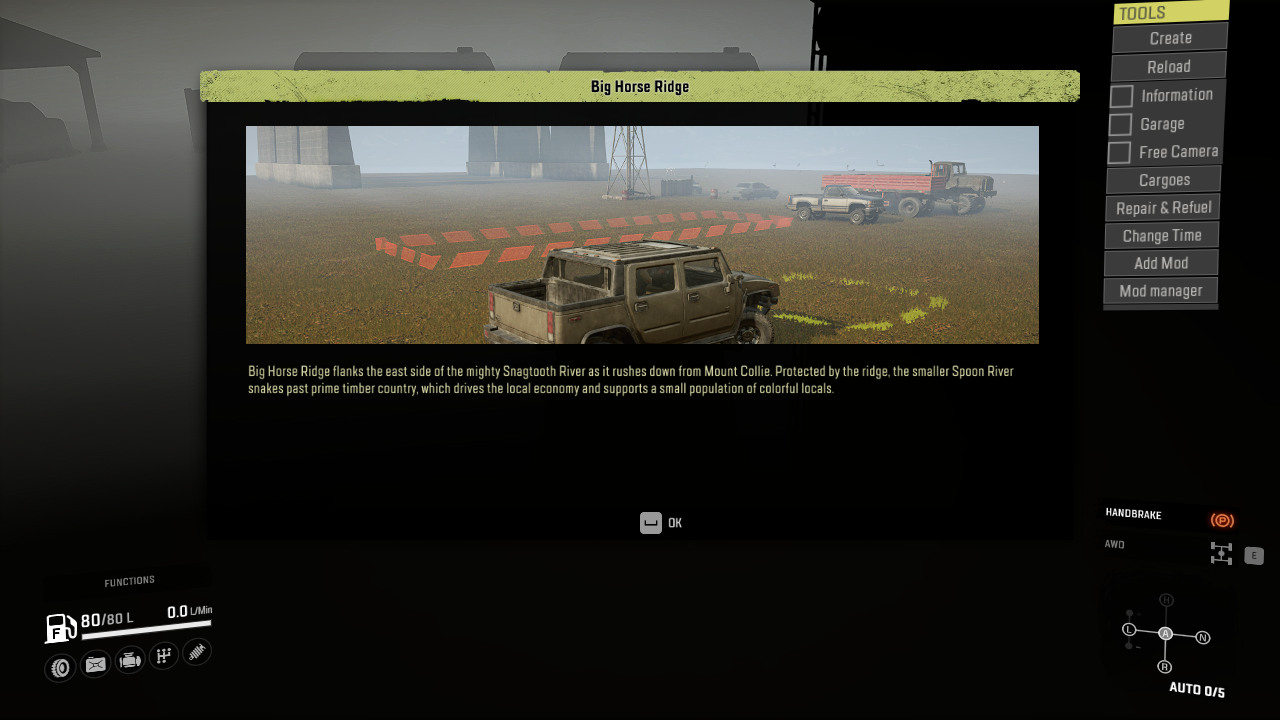 TOOLS
Create
Reload
Information
Garage
Free Camera
Cargoes
Repair & Refuel
Change Time
Add Mod
Mod manager
Big Horse Ridge
Big Horse Ridge flanks the east side of the mighty Snagtooth River as it rushes down from Mount Collie. Protected by the ridge, the smaller Spoon River
snakes past prime timber country, which drives the local economy and supports a small population of colorful locals.
OK
HANDBRAKE
(P)
AWD
E
FUNCTIONS
F 80/80 L 0.0 L/Min
H
L A N
R
AUTO 0/5